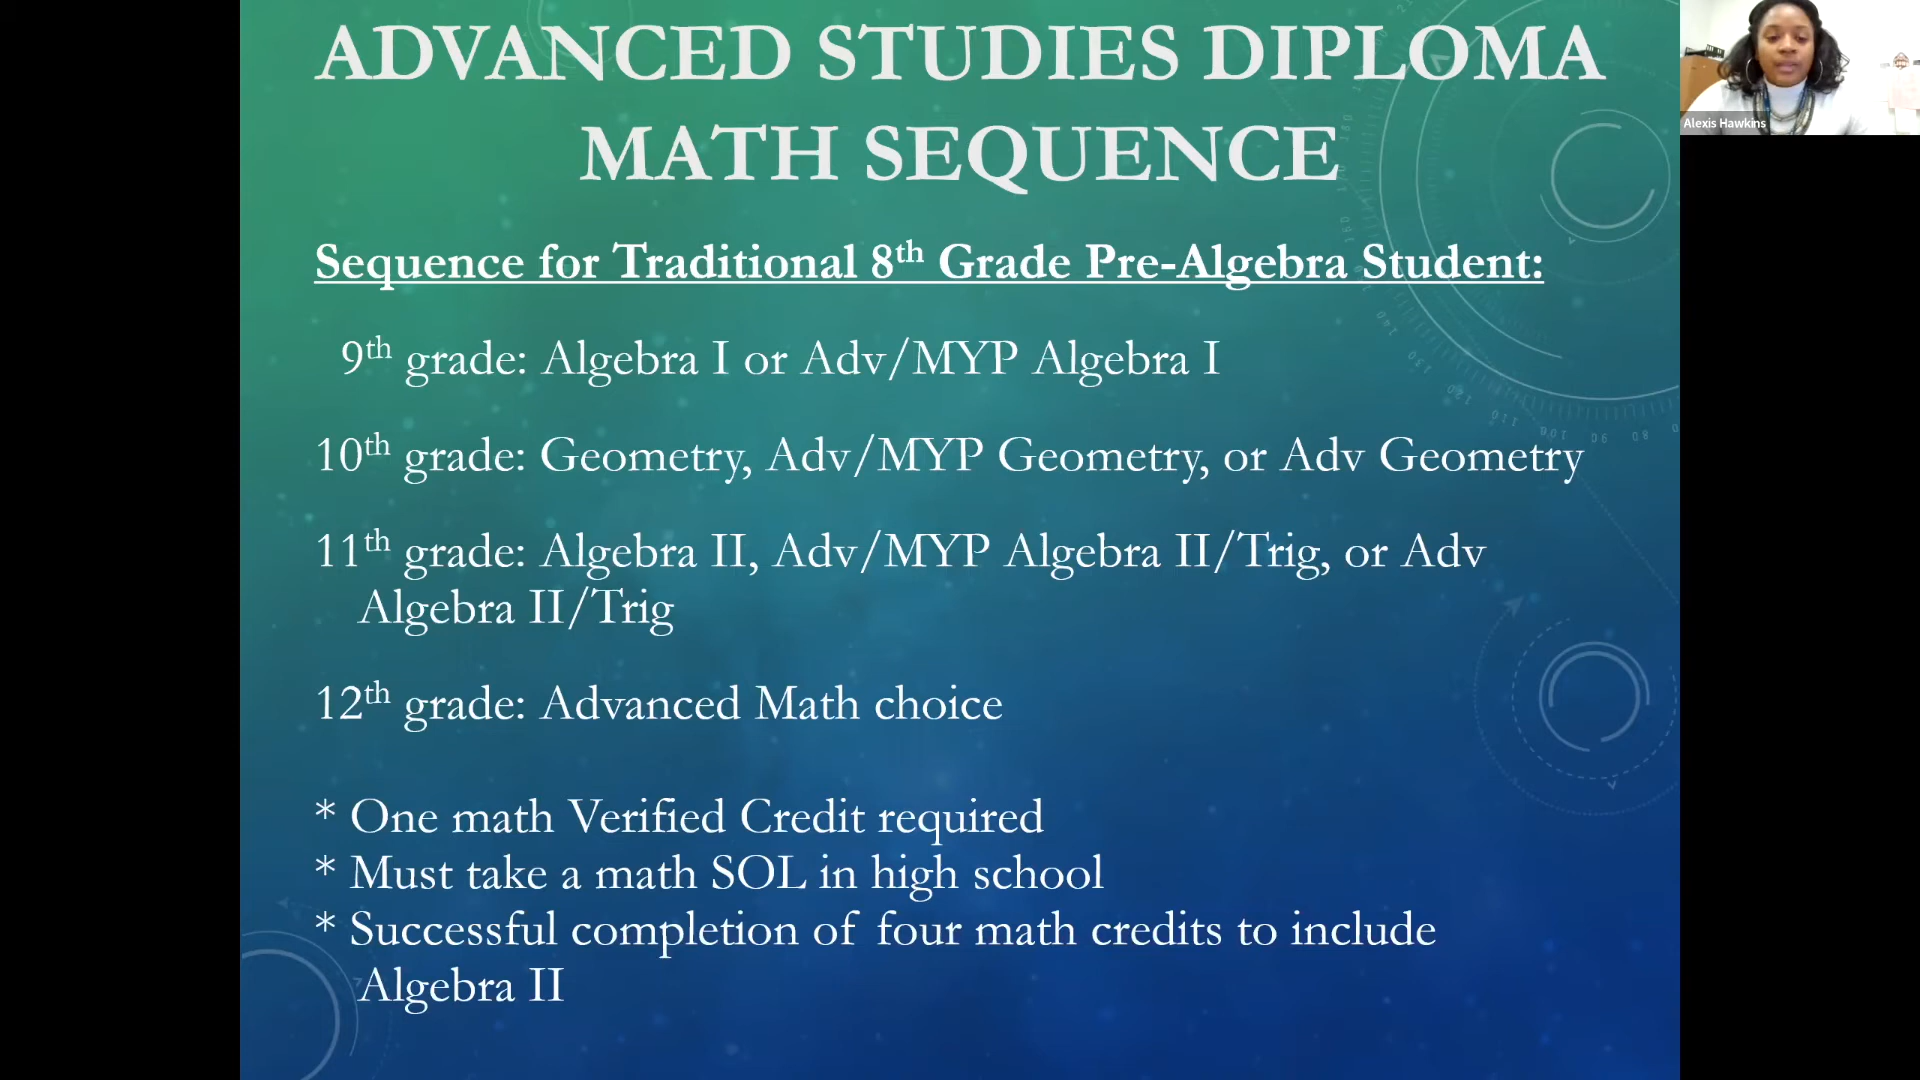 ADVANCED STUDIES DIPLOMA
MATH SEQUENCE
Alexis Hawkins
Sequence for Traditional 8th Grade Pre-Algebra Student:
9th grade: Algebra I or Adv/MYP Algebra I
10th grade: Geometry, Adv/MYP Geometry, or Adv Geometry
11th grade: Algebra II, Adv/MYP Algebra II/Trig, or Adv
Algebra II/Trig
12th grade: Advanced Math choice
* One math Verified Credit required
* Must take a math SOL in high school
* Successful completion of four math credits to include
Algebra II